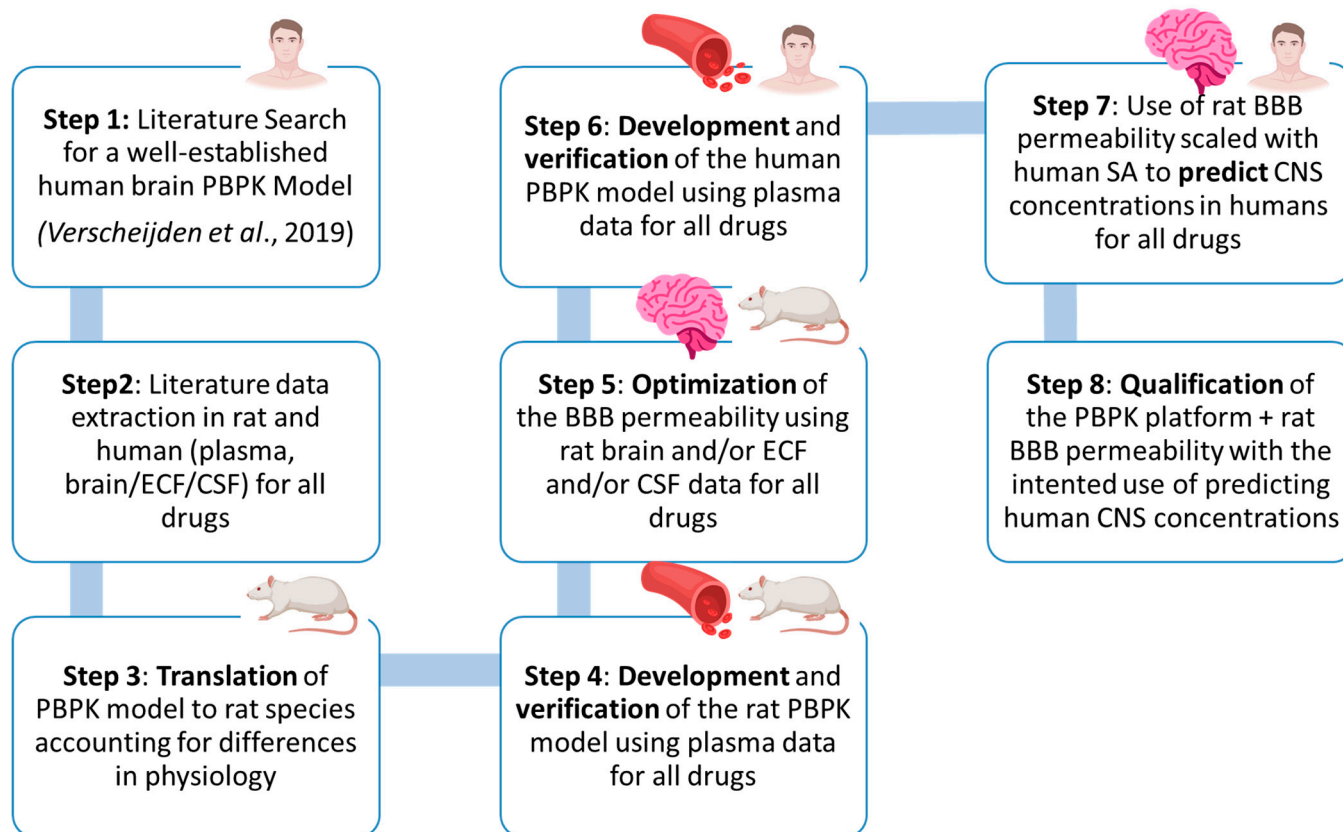 Step 1: Literature Search
for a well-established
human brain PBPK Model
(Verscheijden et al., 2019)
Step2: Literature data
extraction in rat and
human (plasma,
brain/ECF/CSF) for all
drugs
Step 3: Translation of
PBPK model to rat species
accounting for differences
in physiology
Step 4: Development and
verification of the rat PBPK
model using plasma data
for all drugs
Step 5: Optimization of
the BBB permeability using
rat brain and/or ECF
and/or CSF data for all
drugs
Step 6: Development and
verification of the human
PBPK model using plasma
data for all drugs
Step 7: Use of rat BBB
permeability scaled with
human SA to predict CNS
concentrations in humans
for all drugs
Step 8: Qualification of
the PBPK platform + rat
BBB permeability with the
intented use of predicting
human CNS concentrations